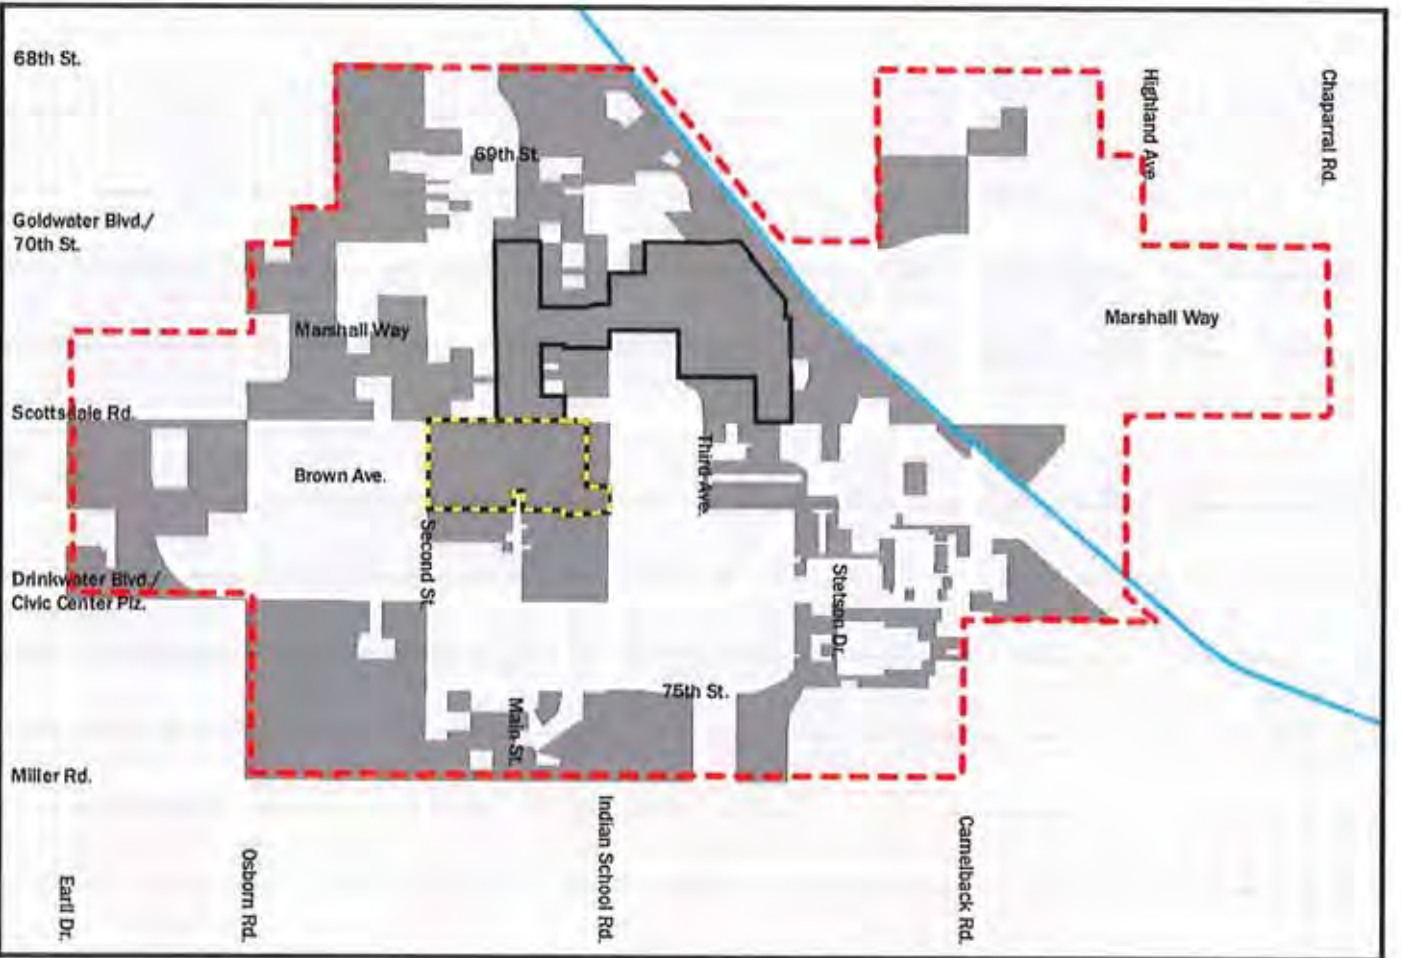 68th St.
Highland Ave.
Chaparral Rd.
69th St.
Goldwater Blvd./
70th St.
Marshall Way
Marshall Way
Scottsdale Rd.
Brown Ave.
Third Ave.
Second St.
Stetson Dr.
Drinkwater Blvd./
Civic Center Plz.
75th St.
Main St.
Miller Rd.
Indian School Rd.
Camelback Rd.
Osborn Rd.
Earll Dr.